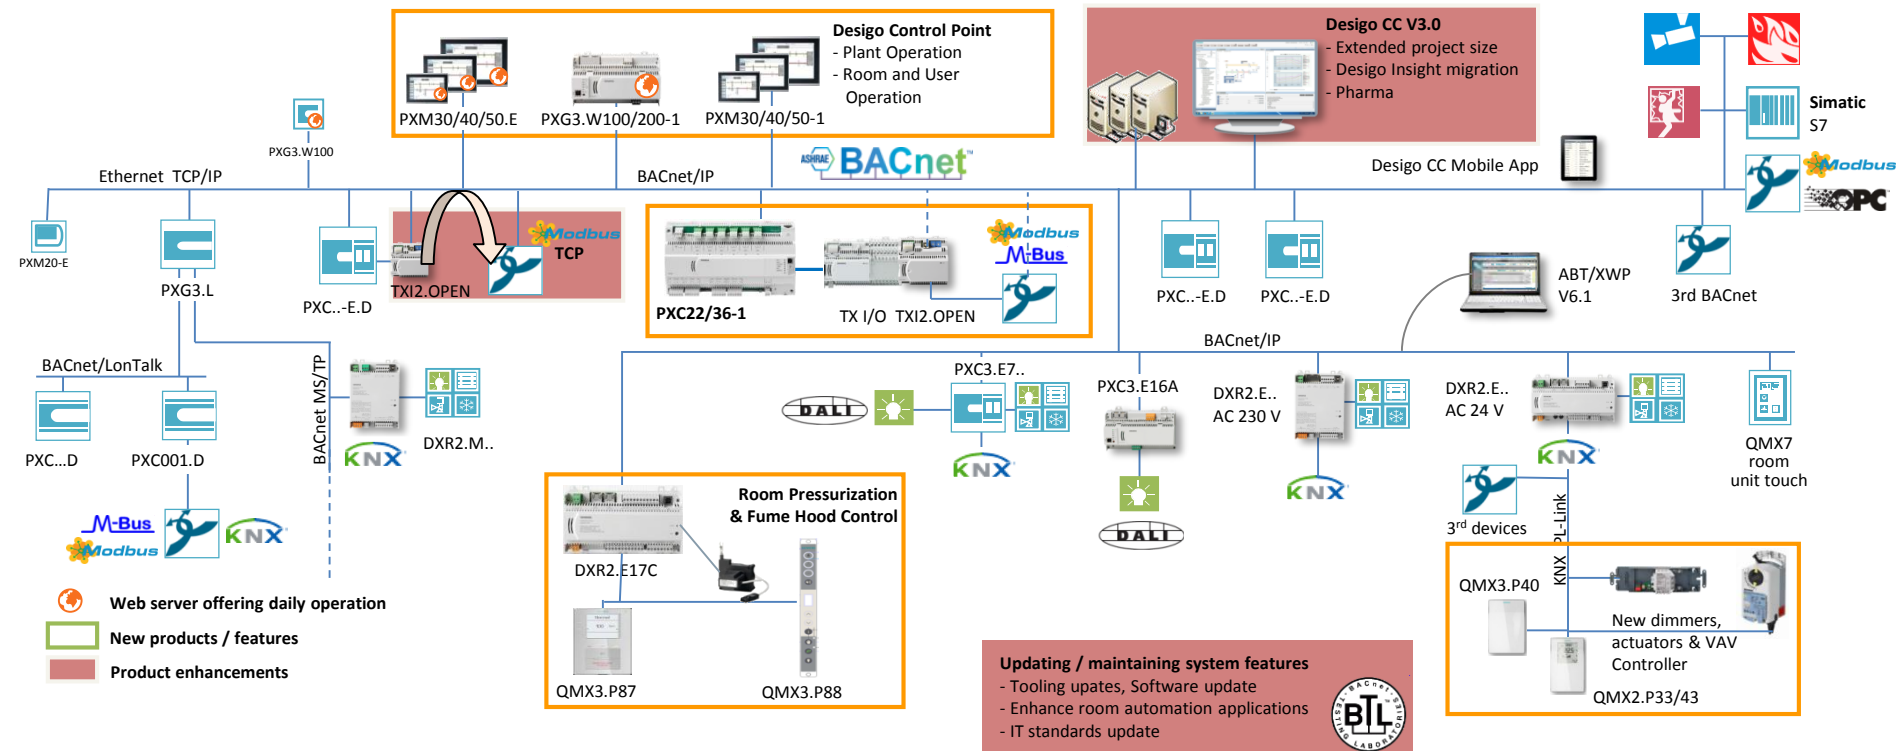 Desigo Control Point
- Plant Operation
- Room and User
Operation
PXM30/40/50.E
PXG3.W100/200-1
PXM30/40/50-1
Desigo CC V3.0
- Extended project size
- Desigo Insight migration
- Pharma
Simatic
S7
PXG3.W100
ASHRAE BACnet™
Desigo CC Mobile App
Modbus
OPC
Ethernet TCP/IP
BACnet/IP
PXM20-E
PXG3.L
PXC..-E.D
TXI2.OPEN
Modbus
TCP
PXC22/36-1
TX I/O TXI2.OPEN
Modbus
M-Bus
PXC..-E.D
PXC..-E.D
ABT/XWP
V6.1
3rd BACnet
BACnet/IP
BACnet/LonTalk
BACnet MS/TP
PXC...D
PXC001.D
DXR2.M..
KNX
M-Bus
Modbus
KNX
DALI
PXC3.E7..
KNX
PXC3.E16A
DALI
DXR2.E..
AC 230 V
KNX
DXR2.E..
AC 24 V
KNX
QMX7
room
unit touch
3rd devices
KNX PL-Link
Room Pressurization
& Fume Hood Control
DXR2.E17C
QMX3.P87
QMX3.P88
QMX3.P40
New dimmers,
actuators & VAV
Controller
QMX2.P33/43
Web server offering daily operation
New products / features
Product enhancements
Updating / maintaining system features
- Tooling upates, Software update
- Enhance room automation applications
- IT standards update
BACnet TESTING LABORATORIES
BTL